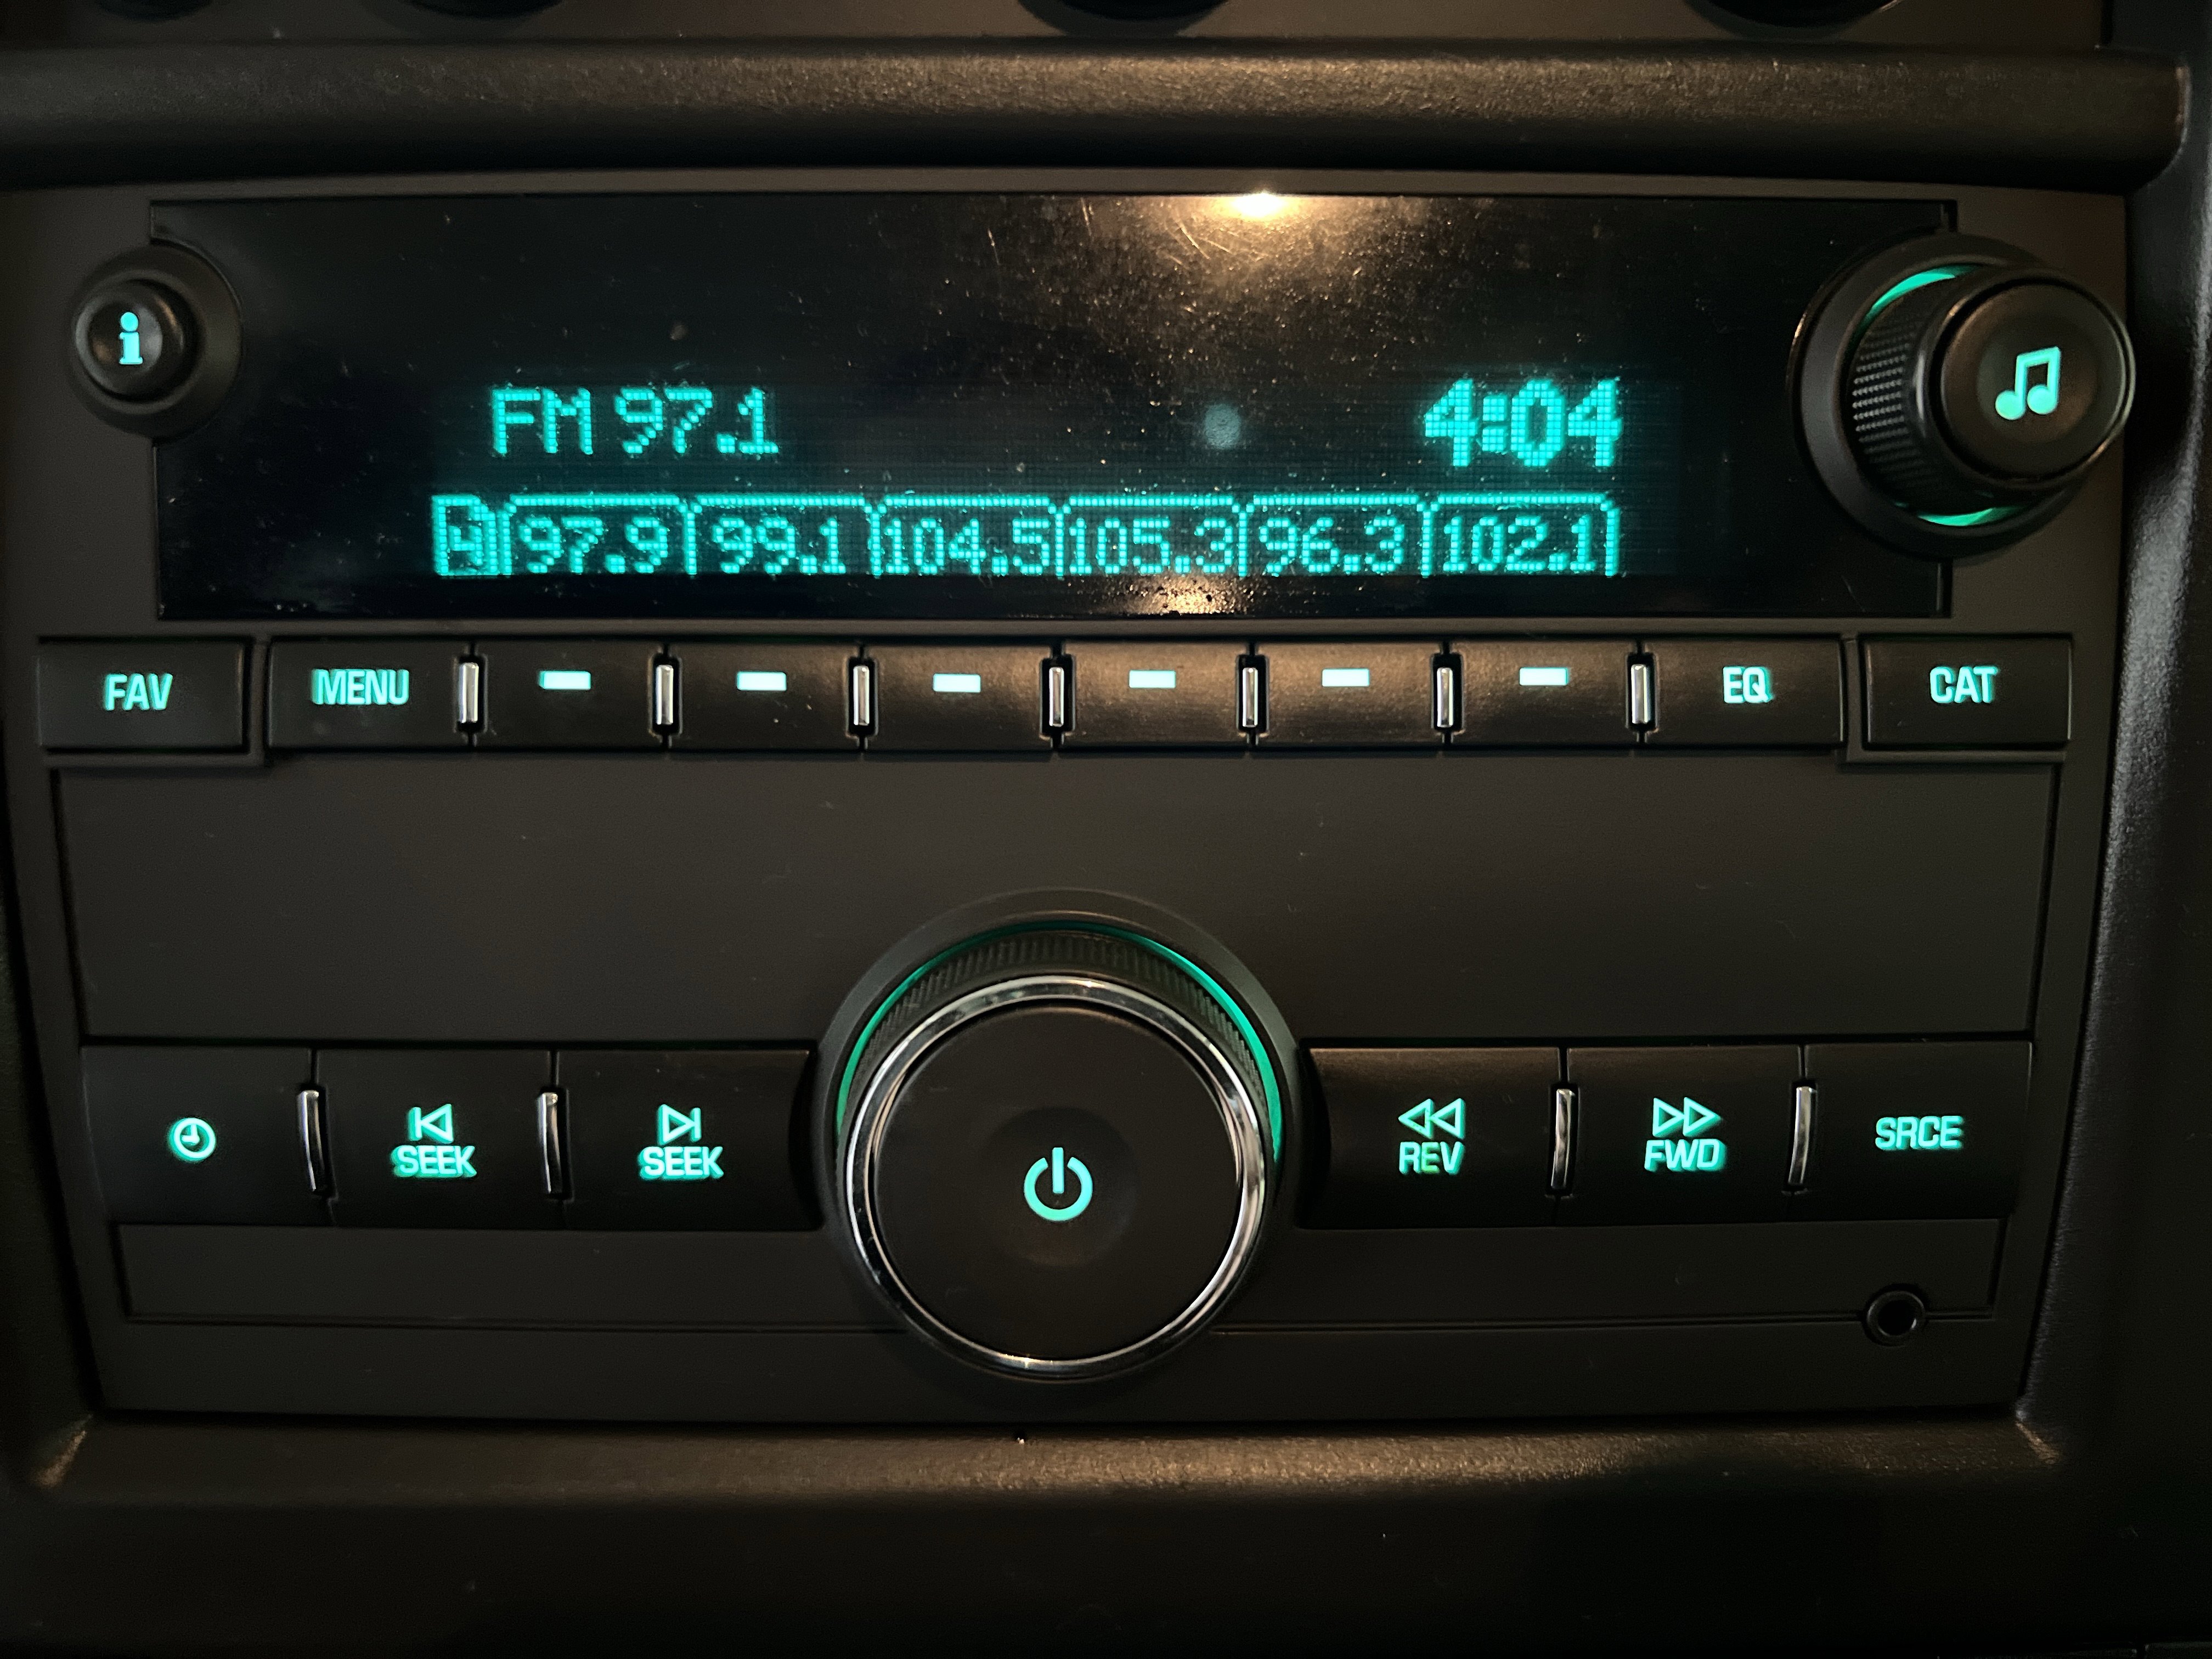 i
FM 97.1 4:04
97.9 99.1 104.5 105.3 96.3 102.1
FAV MENU EQ CAT
SEEK SEEK REV FWD SRCE